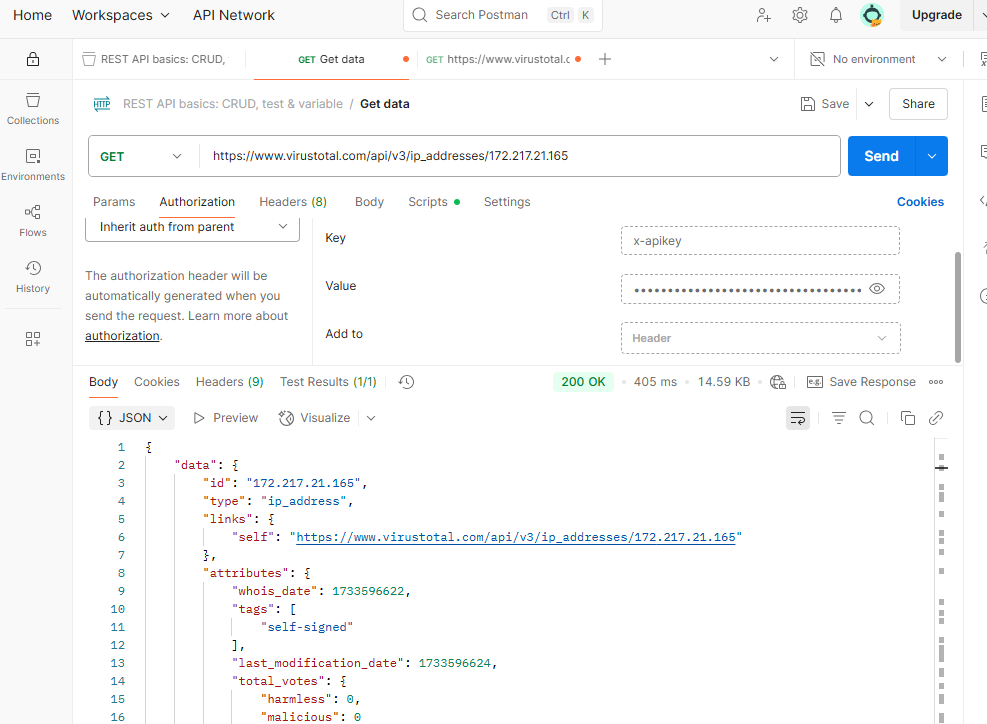 Home Workspaces API Network Search Postman Ctrl K Upgrade
REST API basics: CRUD, GET Get data GET https://www.virustotal.c No environment
HTTP REST API basics: CRUD, test & variable / Get data Save Share
GET https://www.virustotal.com/api/v3/ip_addresses/172.217.21.165 Send
Params Authorization Headers (8) Body Scripts Settings Cookies
Collections
Environments
Flows
History
Inherit auth from parent
The authorization header will be
automatically generated when you
send the request. Learn more about
authorization.
Key x-apikey
Value ••••••••••••••••••••••••••••••••••
Add to Header
Body Cookies Headers (9) Test Results (1/1) 200 OK • 405 ms • 14.59 KB • e.g. Save Response
{} JSON Preview Visualize
1 {
2 "data": {
3 "id": "172.217.21.165",
4 "type": "ip_address",
5 "links": {
6 "self": "https://www.virustotal.com/api/v3/ip_addresses/172.217.21.165"
7 },
8 "attributes": {
9 "whois_date": 1733596622,
10 "tags": [
11 "self-signed"
12 ],
13 "last_modification_date": 1733596624,
14 "total_votes": {
15 "harmless": 0,
16 "malicious": 0